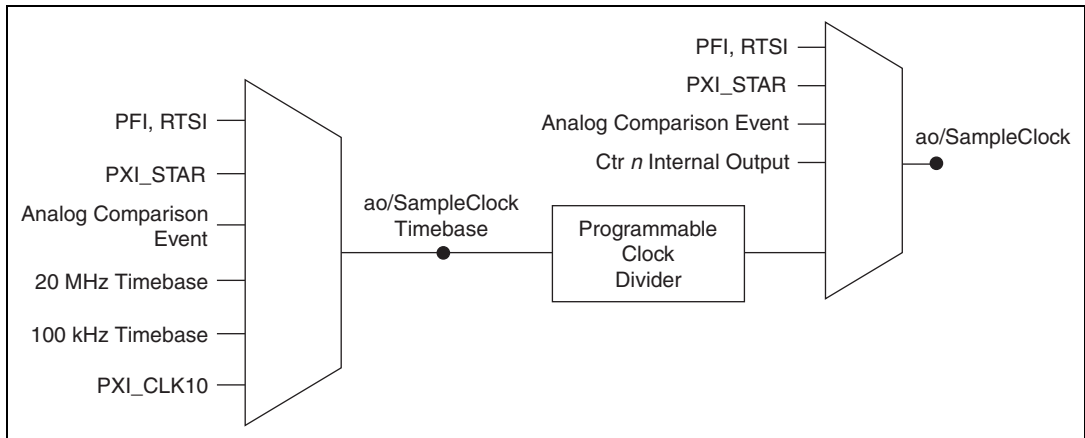 PFI, RTSI
PXI_STAR
Analog Comparison
Event
20 MHz Timebase
100 kHz Timebase
PXI_CLK10
ao/SampleClock
Timebase
Programmable
Clock
Divider
PFI, RTSI
PXI_STAR
Analog Comparison Event
Ctr n Internal Output
ao/SampleClock